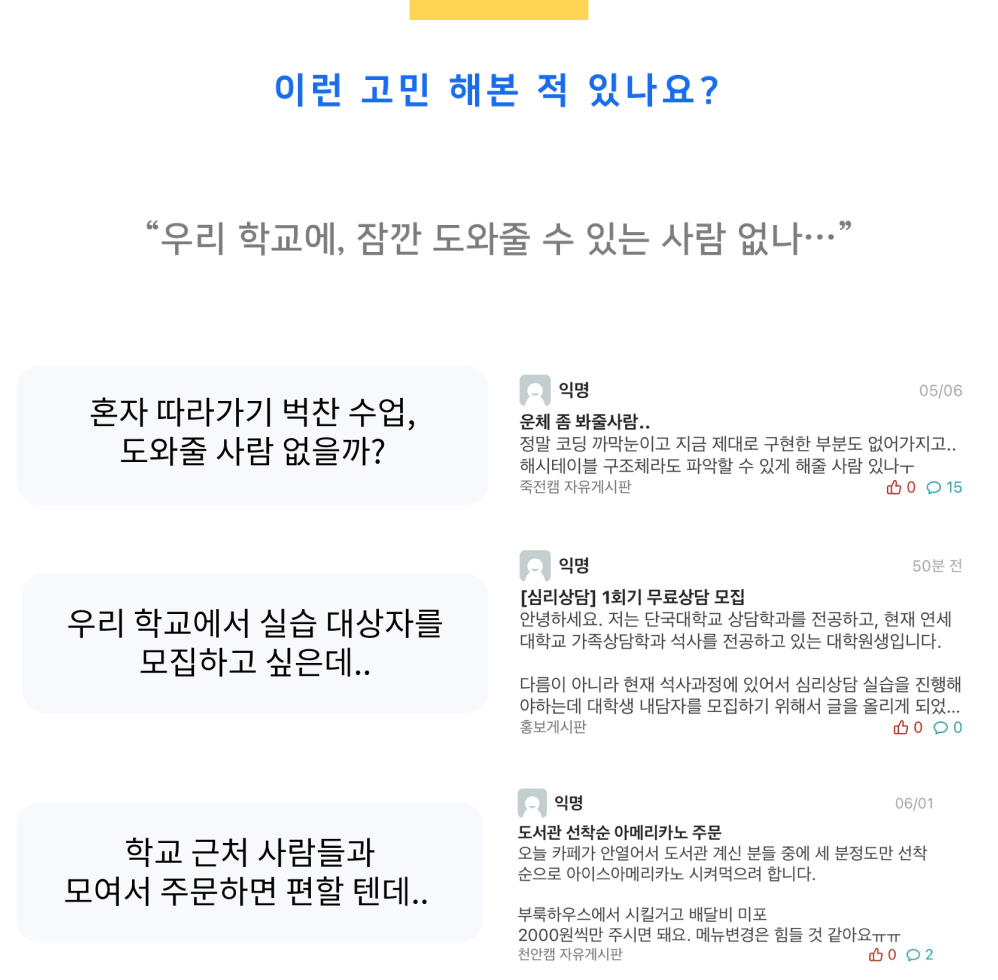 이런 고민 해본 적 있나요?
“우리 학교에, 잠깐 도와줄 수 있는 사람 없나…”
혼자 따라가기 벅찬 수업,
도와줄 사람 없을까?
익명
05/06
운체 좀 봐줄사람..
정말 코딩 까막눈이고 지금 제대로 구현한 부분도 없어가지고..
해시테이블 구조체라도 파악할 수 있게 해줄 사람 있나ㅜ
죽전캠 자유게시판
0 15
우리 학교에서 실습 대상자를
모집하고 싶은데..
익명
50분 전
[심리상담] 1회기 무료상담 모집
안녕하세요. 저는 단국대학교 상담학과를 전공하고, 현재 연세
대학교 가족상담학과 석사를 전공하고 있는 대학원생입니다.
다름이 아니라 현재 석사과정에 있어서 심리상담 실습을 진행해
야하는데 대학생 내담자를 모집하기 위해서 글을 올리게 되었...
홍보게시판
0 0
학교 근처 사람들과
모여서 주문하면 편할 텐데..
익명
06/01
도서관 선착순 아메리카노 주문
오늘 카페가 안열어서 도서관 계신 분들 중에 세 분정도만 선착
순으로 아이스아메리카노 시켜먹으려 합니다.
부룩하우스에서 시킬거고 배달비 미포
2000원씩만 주시면 돼요. 메뉴변경은 힘들 것 같아요ㅠㅠ
천안캠 자유게시판
0 2